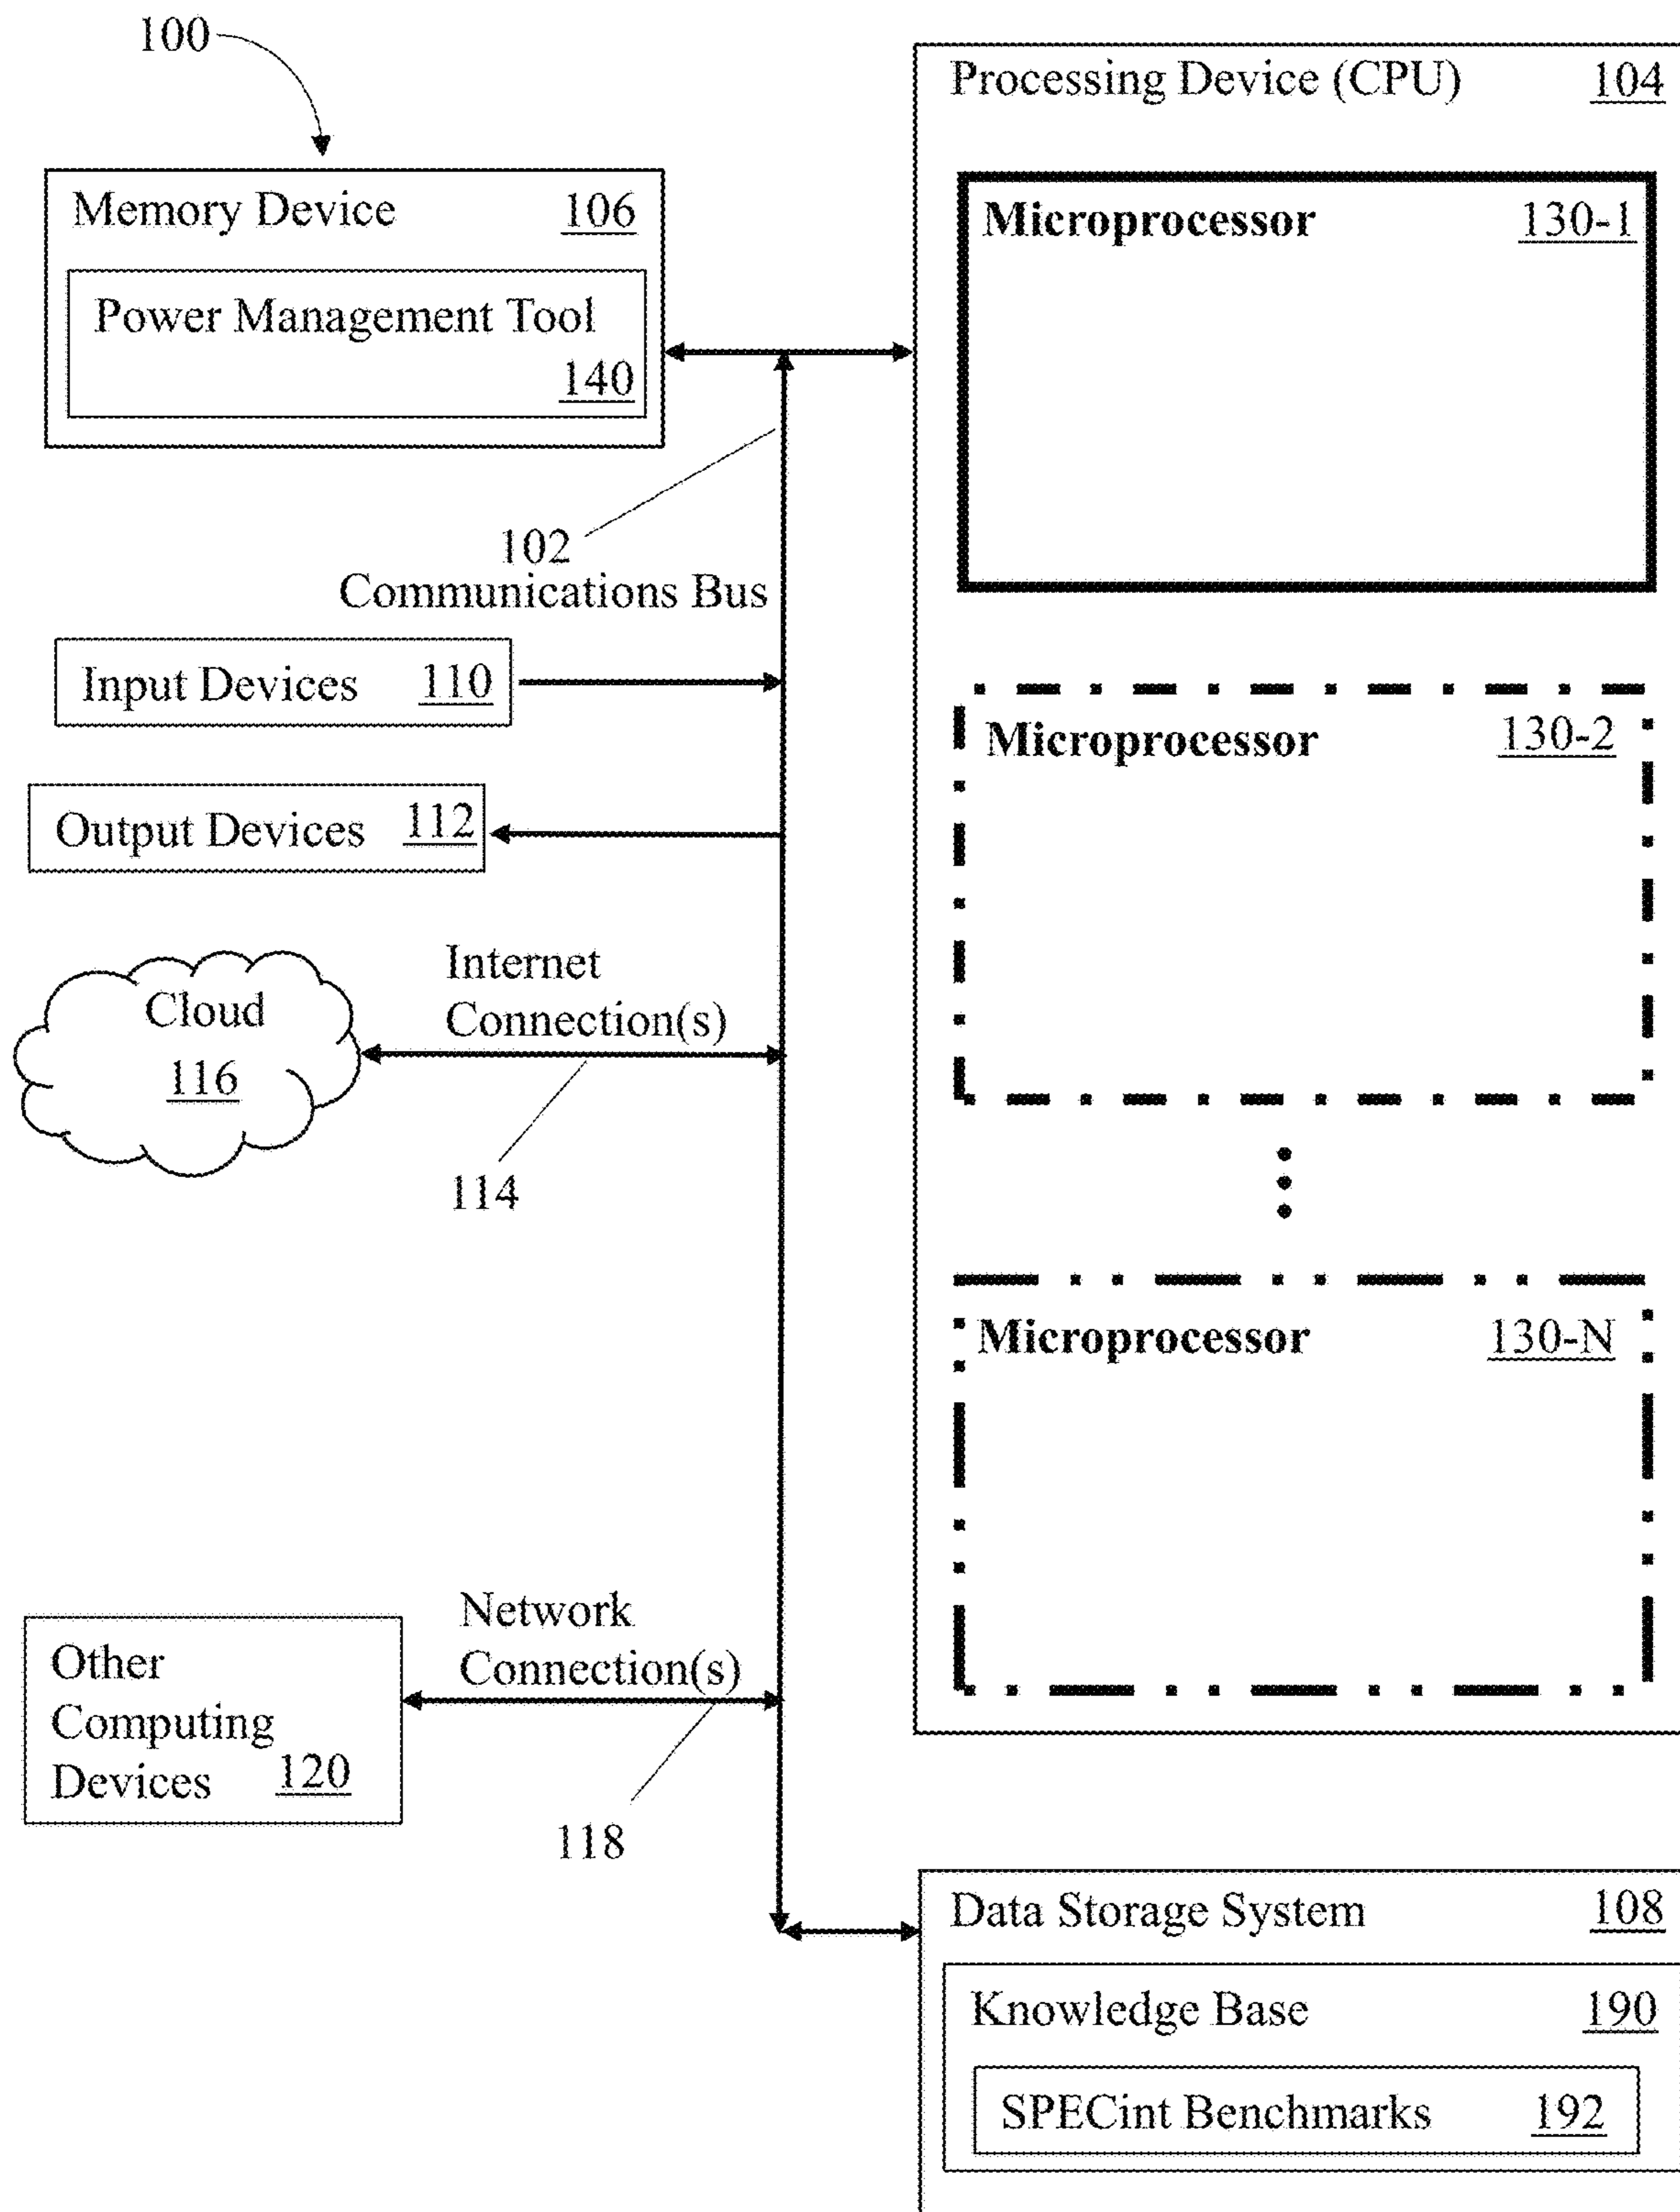 100
Processing Device (CPU) 104
Memory Device 106
Power Management Tool
140
Microprocessor 130-1
102
Communications Bus
Input Devices 110
Microprocessor 130-2
Output Devices 112
Internet
Connection(s)
Cloud
116
114
Microprocessor 130-N
Network
Connection(s)
Other
Computing
Devices 120
118
Data Storage System 108
Knowledge Base 190
SPECint Benchmarks 192